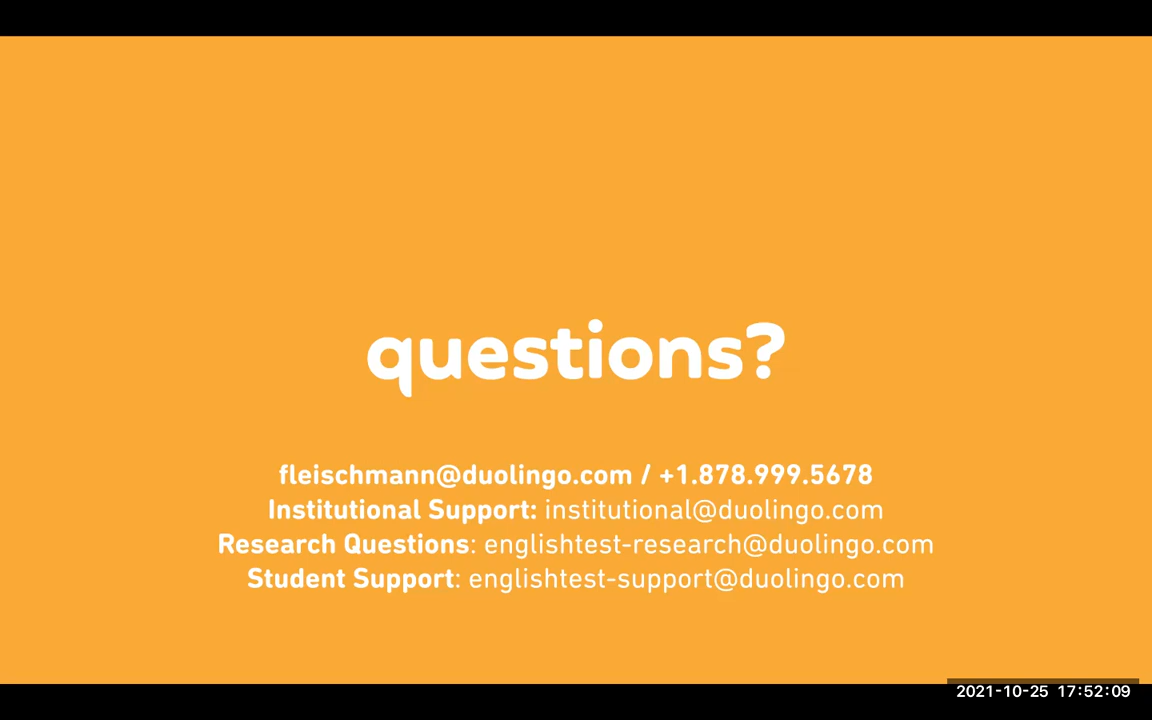 questions?
fleischmann@duolingo.com / +1.878.999.5678
Institutional Support: institutional@duolingo.com
Research Questions: englishtest-research@duolingo.com
Student Support: englishtest-support@duolingo.com
2021-10-25 17:52:09